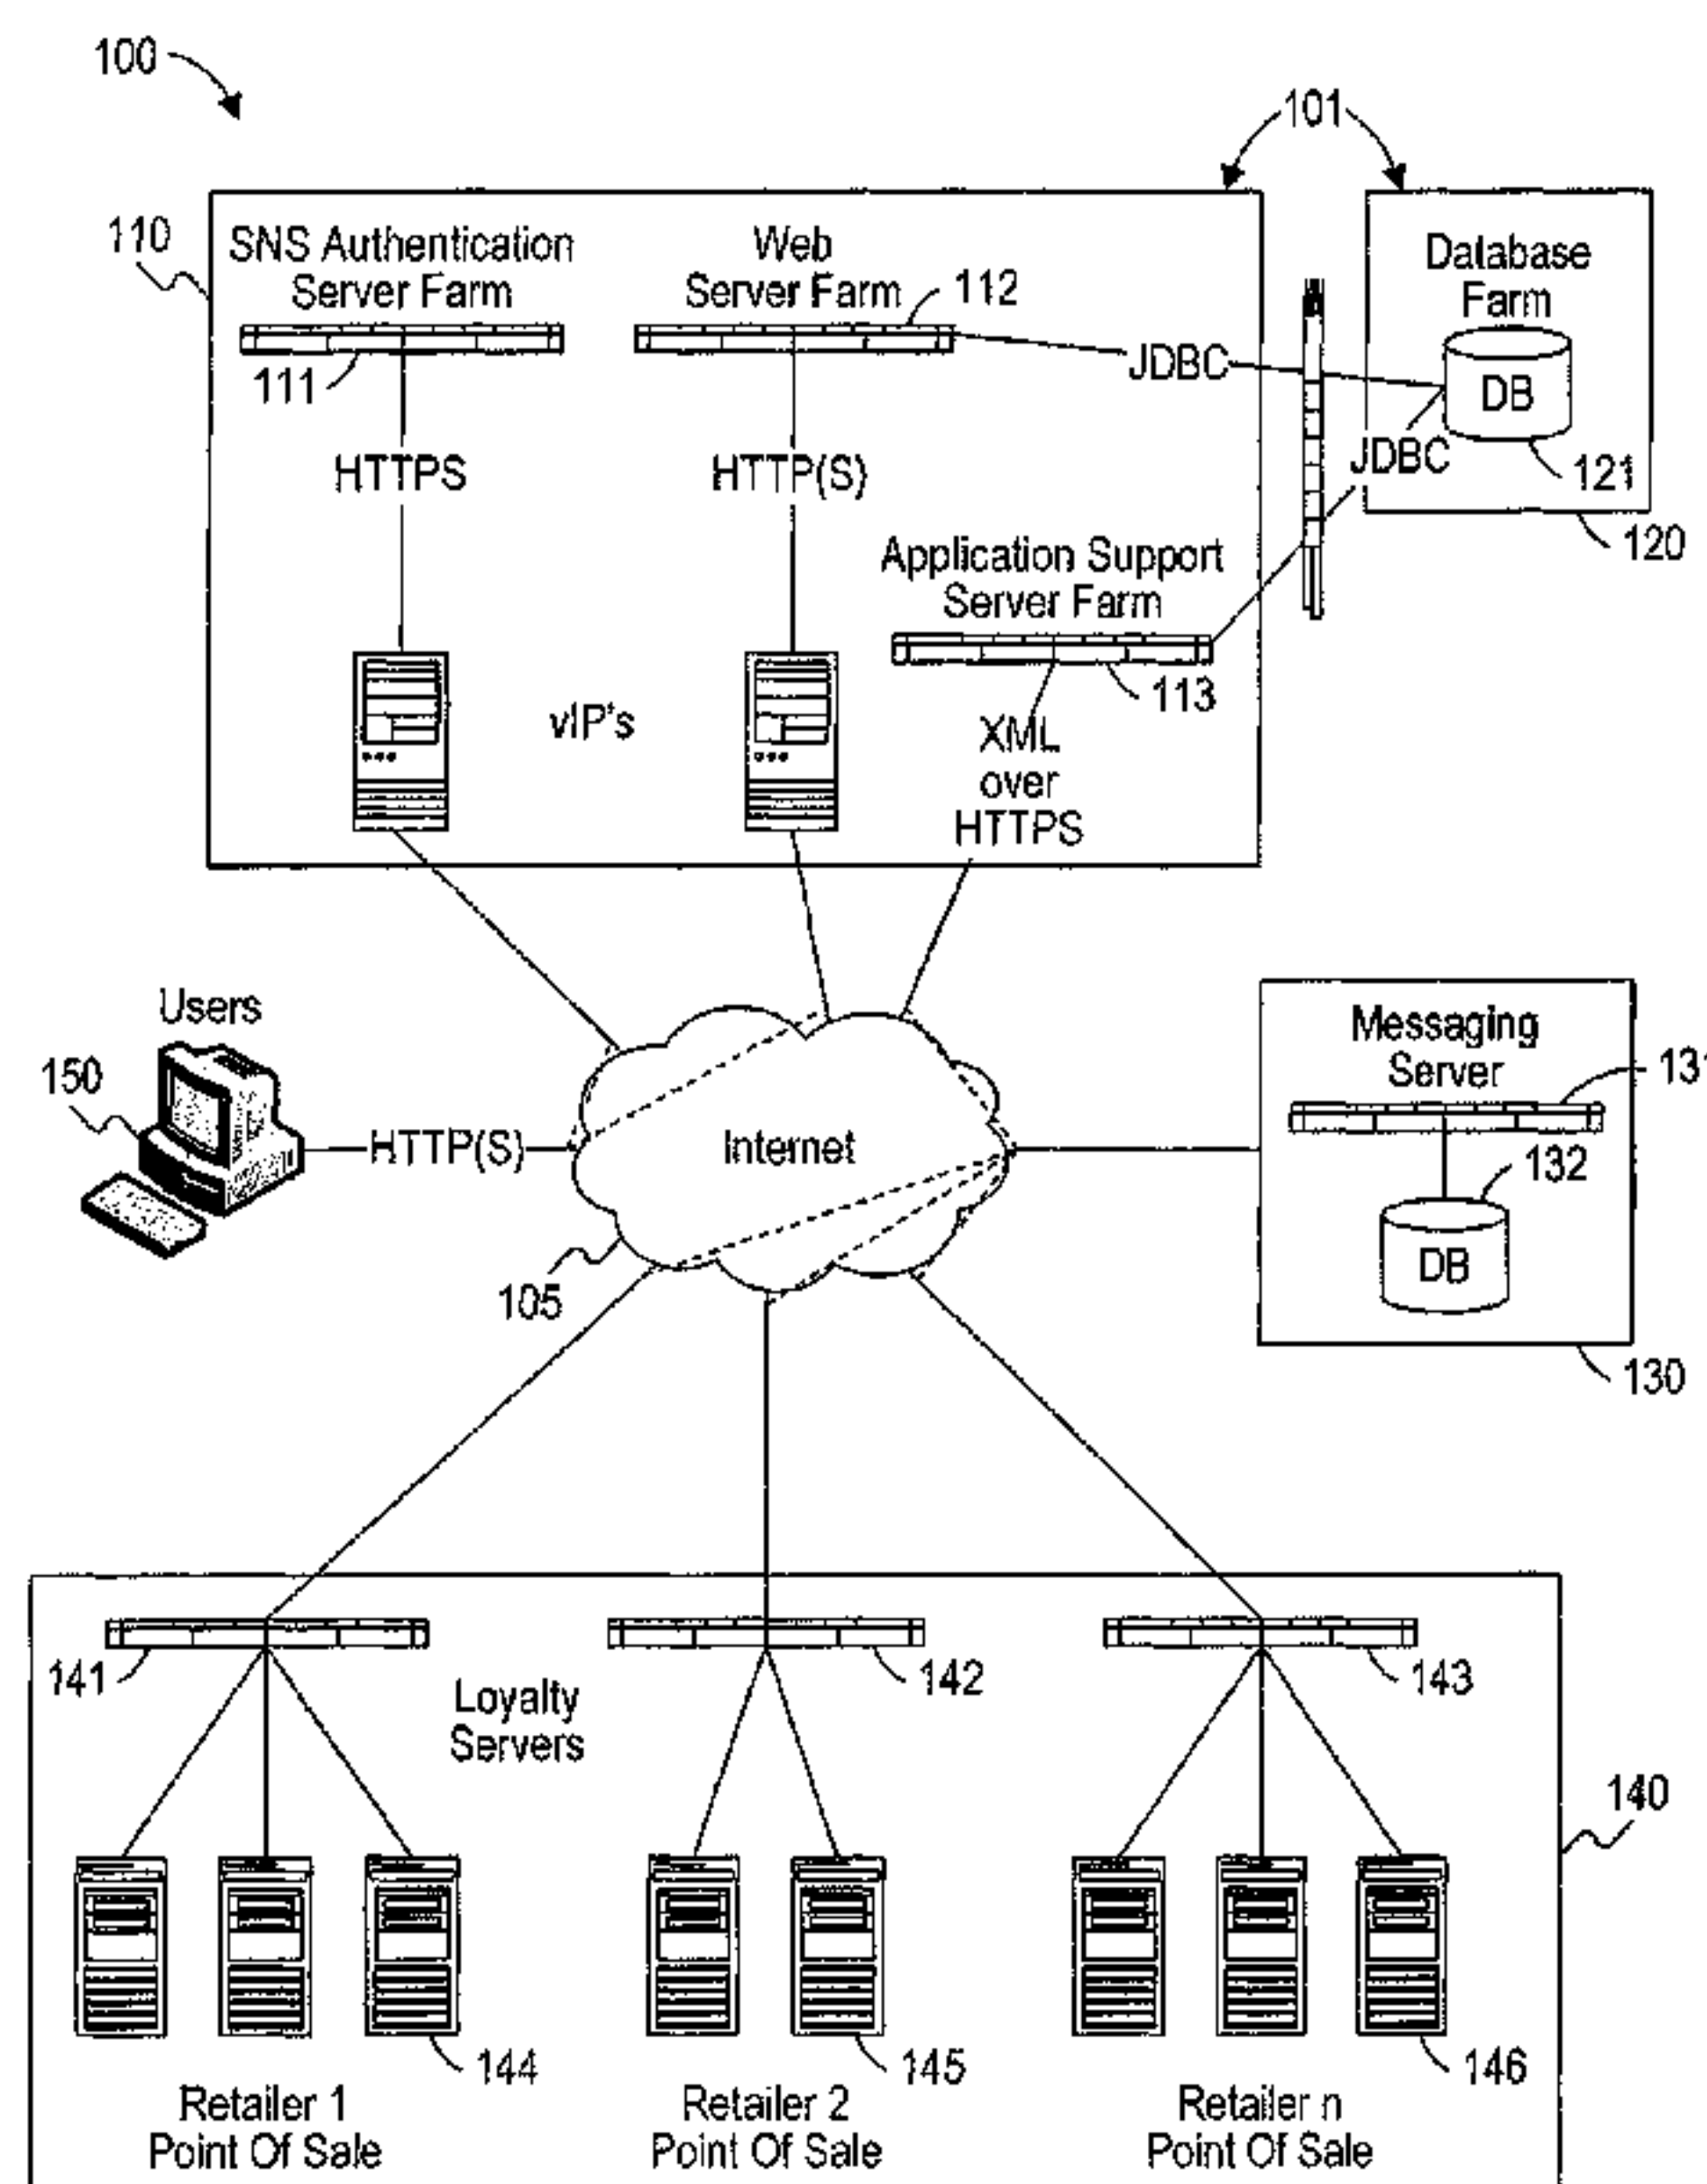 100
101
110
SNS Authentication
Server Farm
111
Web
Server Farm
112
Database
Farm
JDBC
DB
121
JDBC
120
HTTPS
HTTP(S)
Application Support
Server Farm
113
vIP's
XML
over
HTTPS
Users
150
HTTP(S)
Internet
105
Messaging
Server
131
132
DB
130
141
Loyalty
Servers
142
143
140
144
145
146
Retailer 1
Point Of Sale
Retailer 2
Point Of Sale
Retailer n
Point Of Sale